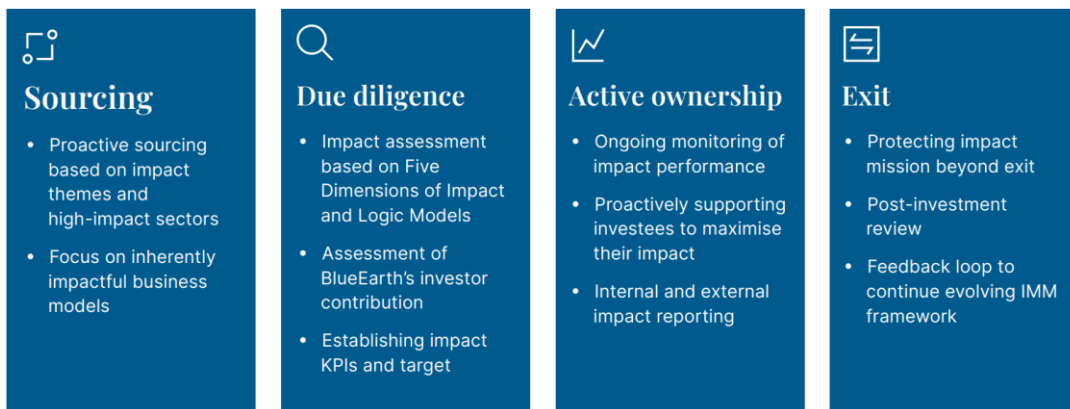 Sourcing
• Proactive sourcing
based on impact
themes and
high-impact sectors
• Focus on inherently
impactful business
models
Due diligence
• Impact assessment
based on Five
Dimensions of Impact
and Logic Models
• Assessment of
BlueEarth's investor
contribution
• Establishing impact
KPIs and target
Active ownership
• Ongoing monitoring of
impact performance
• Proactively supporting
investees to maximise
their impact
• Internal and external
impact reporting
Exit
• Protecting impact
mission beyond exit
• Post-investment
review
• Feedback loop to
continue evolving IMM
framework